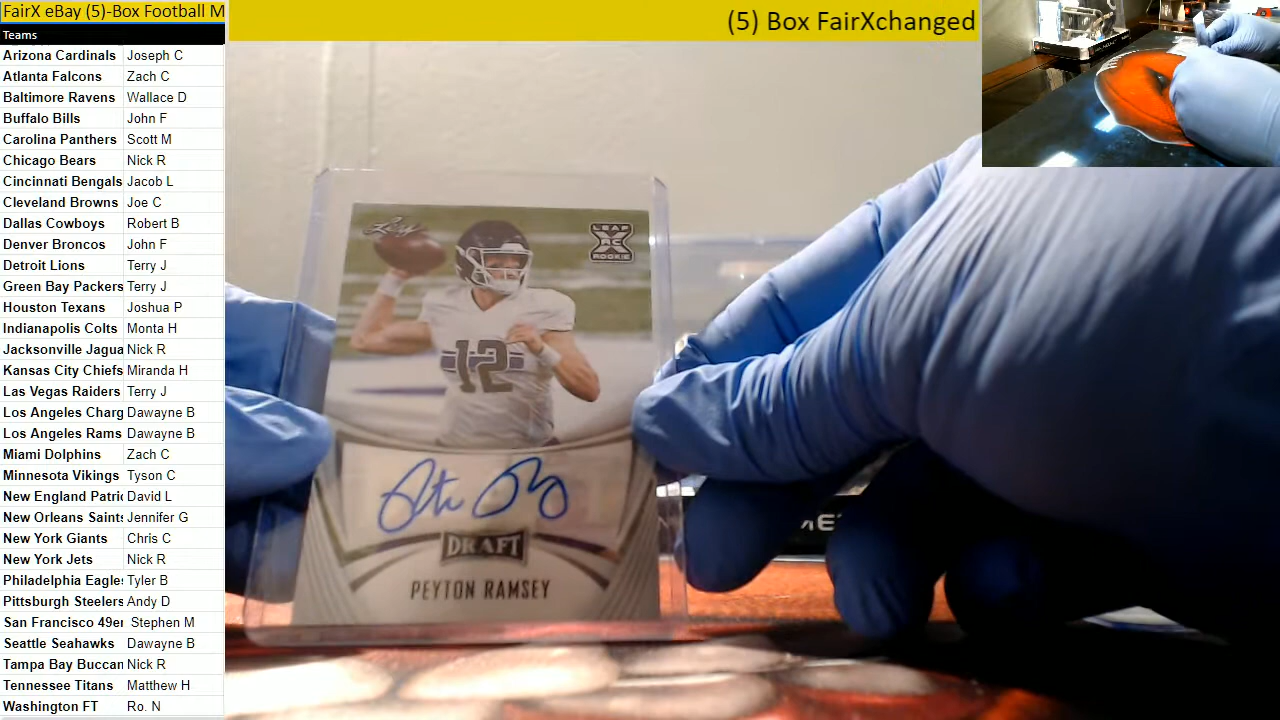 FairX eBay (5)-Box Football M
(5) Box FairXchanged
Teams
Arizona Cardinals Joseph C
Atlanta Falcons Zach C
Baltimore Ravens Wallace D
Buffalo Bills John F
Carolina Panthers Scott M
Chicago Bears Nick R
Cincinnati Bengals Jacob L
Cleveland Browns Joe C
Dallas Cowboys Robert B
Denver Broncos John F
Detroit Lions Terry J
Green Bay Packers Terry J
Houston Texans Joshua P
Indianapolis Colts Monta H
Jacksonville Jagua Nick R
Kansas City Chiefs Miranda H
Las Vegas Raiders Terry J
Los Angeles Charg Dawayne B
Los Angeles Rams Dawayne B
Miami Dolphins Zach C
Minnesota Vikings Tyson C
New England Patric David L
New Orleans Saints Jennifer G
New York Giants Chris C
New York Jets Nick R
Philadelphia Eagles Tyler B
Pittsburgh Steelers Andy D
San Francisco 49er Stephen M
Seattle Seahawks Dawayne B
Tampa Bay Buccan Nick R
Tennessee Titans Matthew H
Washington FT Ro. N
Leaf
LEAF
RC
ROOKIE
12
DRAFT
PEYTON RAMSEY